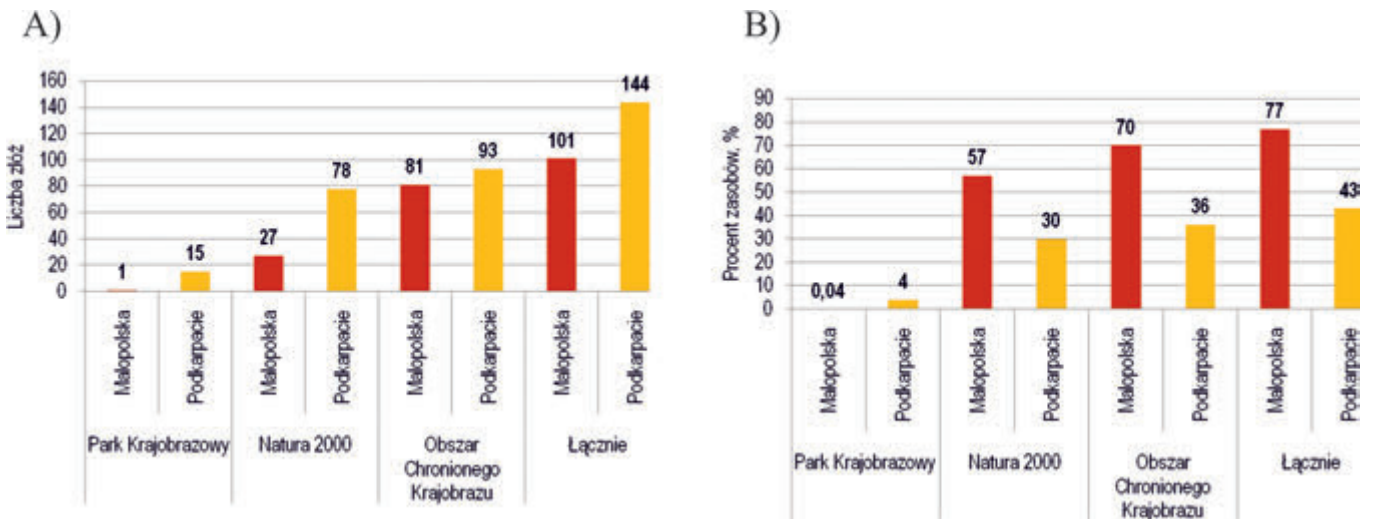 A)
Liczba złóż
160
140
120
100
80
60
40
20
0
1
15
27
78
81
93
101
144
Małopolska
Podkarpacie
Małopolska
Podkarpacie
Małopolska
Podkarpacie
Małopolska
Podkarpacie
Park Krajobrazowy
Natura 2000
Obszar
Chronionego
Krajobrazu
Łącznie
B)
Procent zasobów, %
90
80
70
60
50
40
30
20
10
0
0,04
4
57
30
70
36
77
43
Małopolska
Podkarpacie
Małopolska
Podkarpacie
Małopolska
Podkarpacie
Małopolska
Podkarpacie
Park Krajobrazowy
Natura 2000
Obszar
Chronionego
Krajobrazu
Łącznie